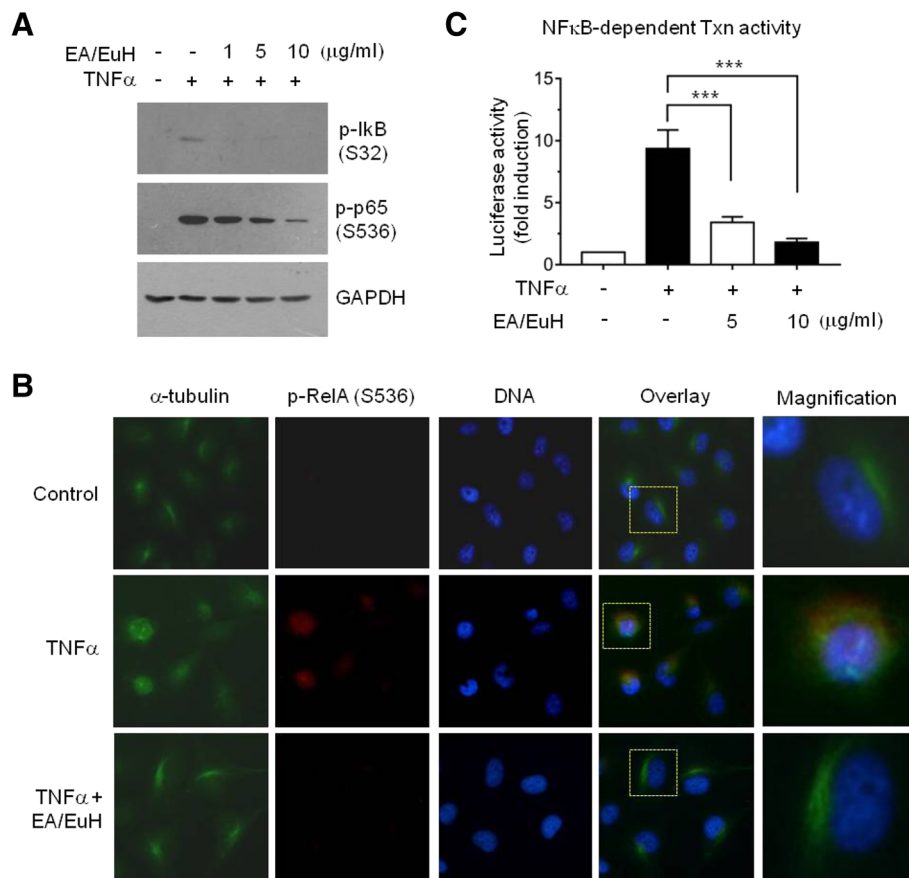 A
EA/EuH - - 1 5 10 (μg/ml)
TNFα - + + + +
p-IkB
(S32)
p-p65
(S536)
GAPDH
C
NFκB-dependent Txn activity
Luciferase activity
(fold induction)
15
10
5
0
***
***
TNFα - + + +
EA/EuH - - 5 10 (μg/ml)
B
α-tubulin p-RelA (S536) DNA Overlay Magnification
Control
TNFα
TNFα +
EA/EuH